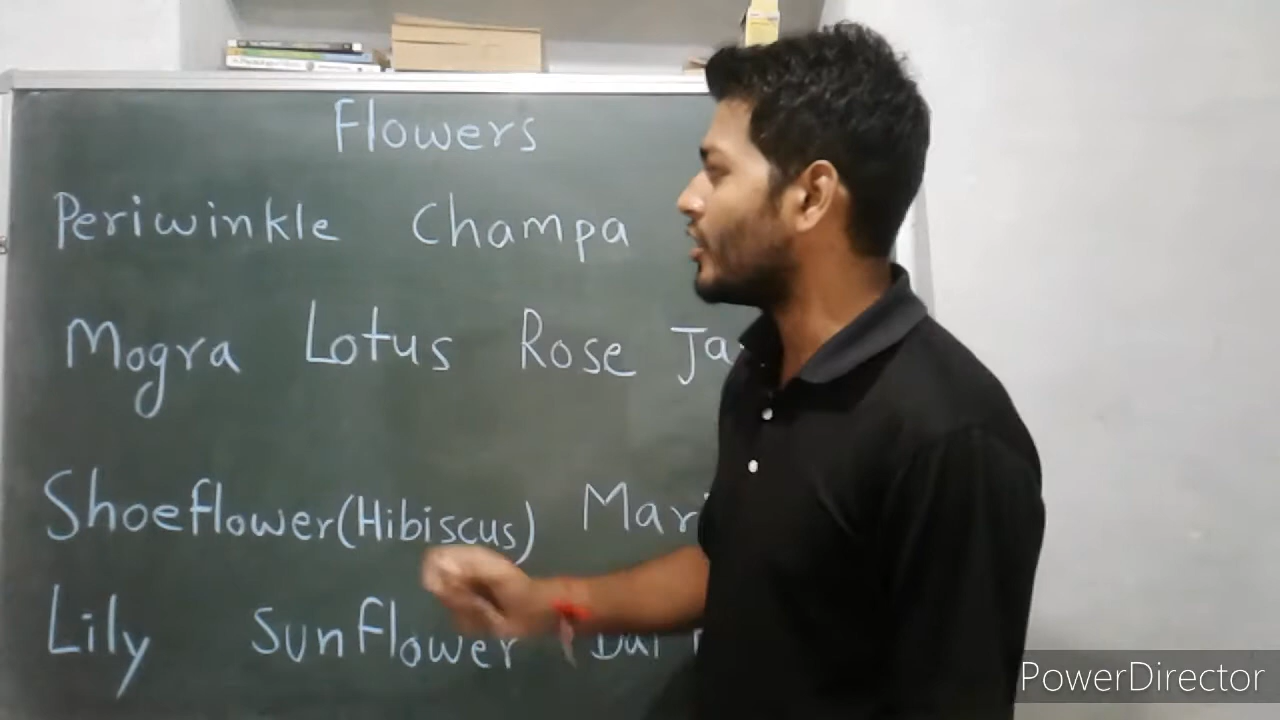 Flowers
Periwinkle Champa
Mogra Lotus Rose
Shoeflower(Hibiscus)
Lily Sunflower
PowerDirector